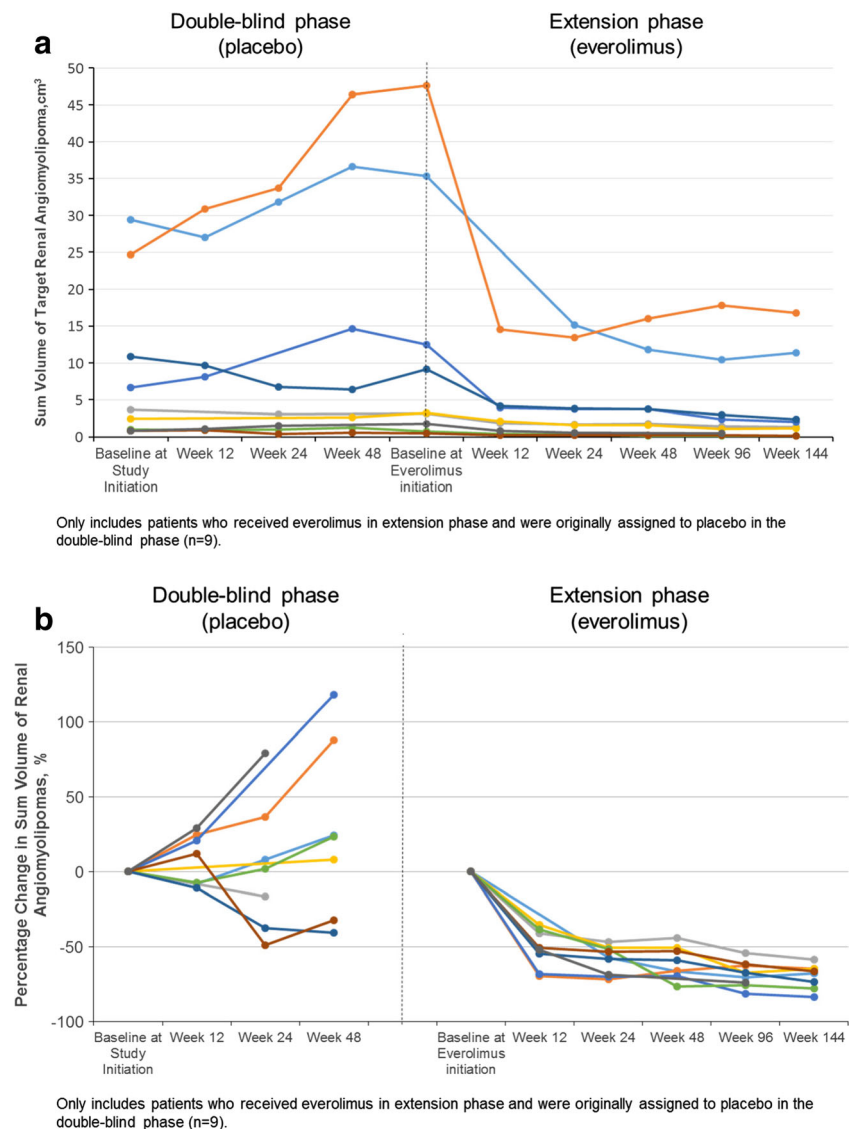 Double-blind phase
(placebo)
Extension phase
(everolimus)
a
Sum Volume of Target Renal Angiomyolipoma,cm³
50
45
40
35
30
25
20
15
10
5
0
Baseline at
Study
Initiation
Week 12
Week 24
Week 48
Baseline at
Everolimus
initiation
Week 12
Week 24
Week 48
Week 96
Week 144
Only includes patients who received everolimus in extension phase and were originally assigned to placebo in the
double-blind phase (n=9).
Double-blind phase
(placebo)
Extension phase
(everolimus)
b
Percentage Change in Sum Volume of Renal
Angiomyolipomas, %
150
100
50
0
-50
-100
Baseline at
Study
Initiation
Week 12
Week 24
Week 48
Baseline at
Everolimus
initiation
Week 12
Week 24
Week 48
Week 96
Week 144
Only includes patients who received everolimus in extension phase and were originally assigned to placebo in the
double-blind phase (n=9).